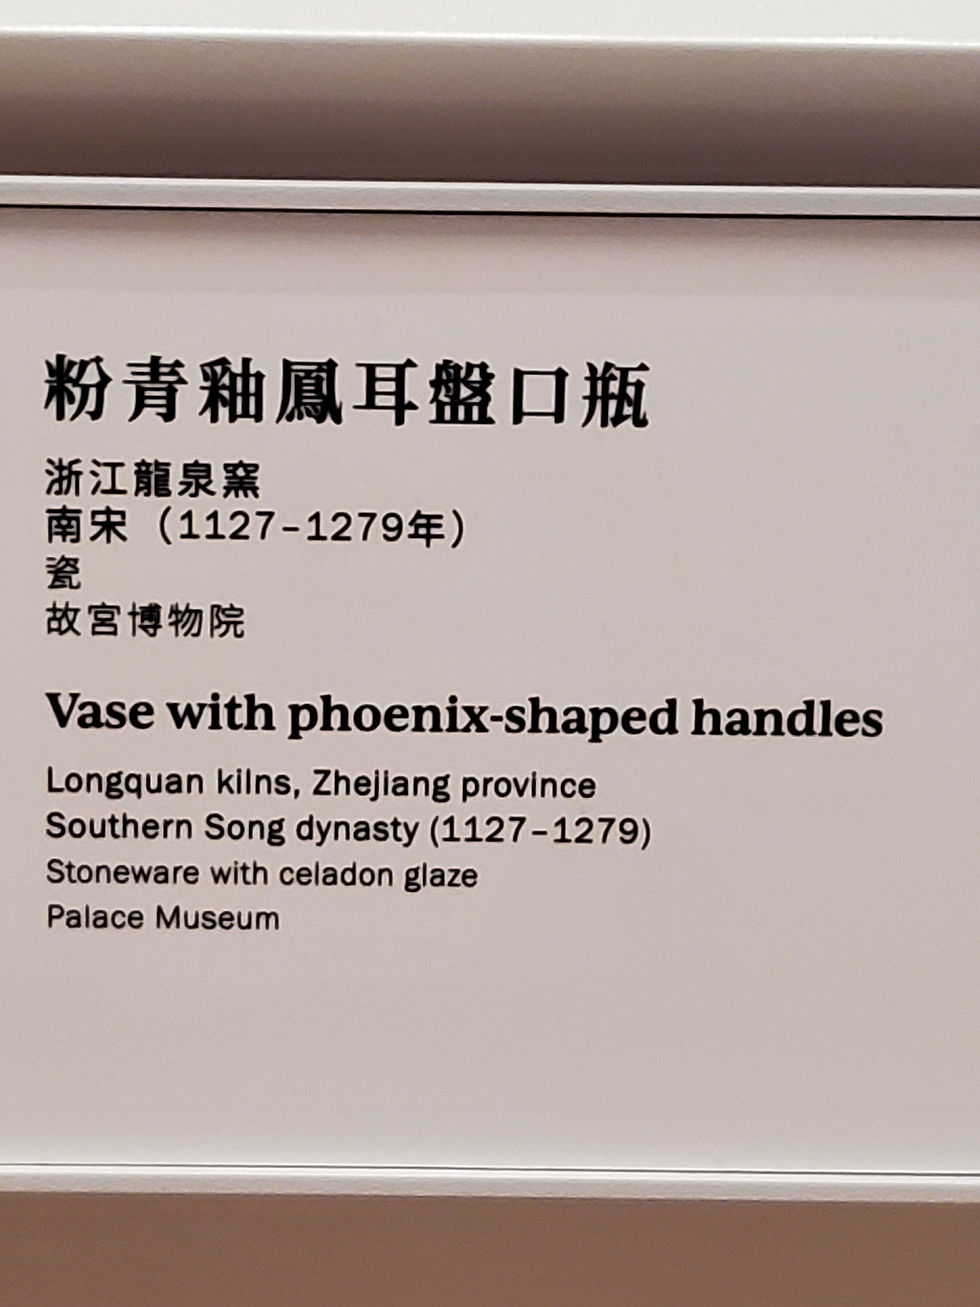 粉青釉鳳耳盤口瓶
浙江龍泉窯
南宋（1127–1279年）
瓷
故宮博物院
Vase with phoenix-shaped handles
Longquan kilns, Zhejiang province
Southern Song dynasty (1127–1279)
Stoneware with celadon glaze
Palace Museum